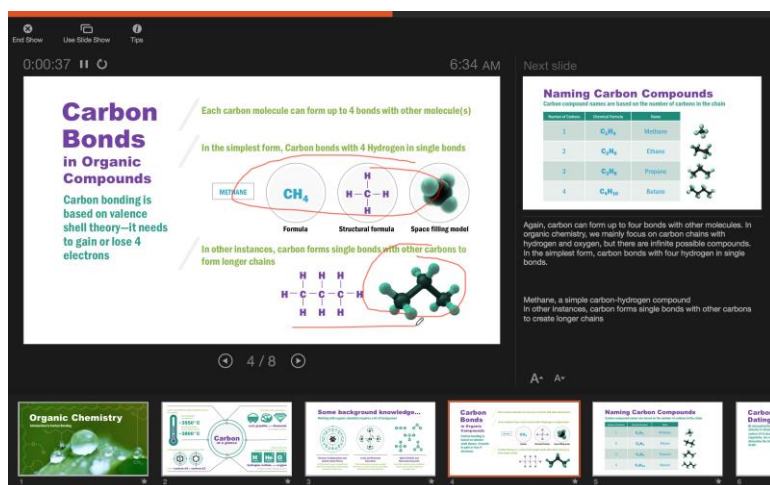 End Show
Use Slide Show
Tips
0:00:37
6:34 AM
Carbon
Bonds
in Organic
Compounds
Carbon bonding is
based on valence
shell theory—it needs
to gain or lose 4
electrons
Each carbon molecule can form up to 4 bonds with other molecule(s)
In the simplest form, Carbon bonds with 4 Hydrogen in single bonds
METHANE
CH4
H
H-C-H
H
Formula
Structural formula
Space filling model
In other instances, carbon forms single bonds with other carbons to
form longer chains
H H H
H-C-C-C-H
H H H
4 / 8
Next slide
Naming Carbon Compounds
Carbon compound names are based on the number of carbons in the chain
Number of Carbons Chemical Formula Name
1 Methane
2 Ethane
3 Propane
4 C4H10 Butane
Again, carbon can form up to four bonds with other molecules. In
organic chemistry, we mainly focus on carbon chains with
hydrogen and oxygen, but there are infinite possible compounds.
In the simplest form, carbon bonds with four hydrogen in single
bonds.
Methane, a simple carbon-hydrogen compound
In other instances, carbon forms single bonds with other carbons
to create longer chains
A A
Organic Chemistry
1
Carbon
at a glance
2
Some background knowledge...
3
Carbon
Bonds
in Organic
Compounds
4
Naming Carbon Compounds
5
Carbon
Dating
6